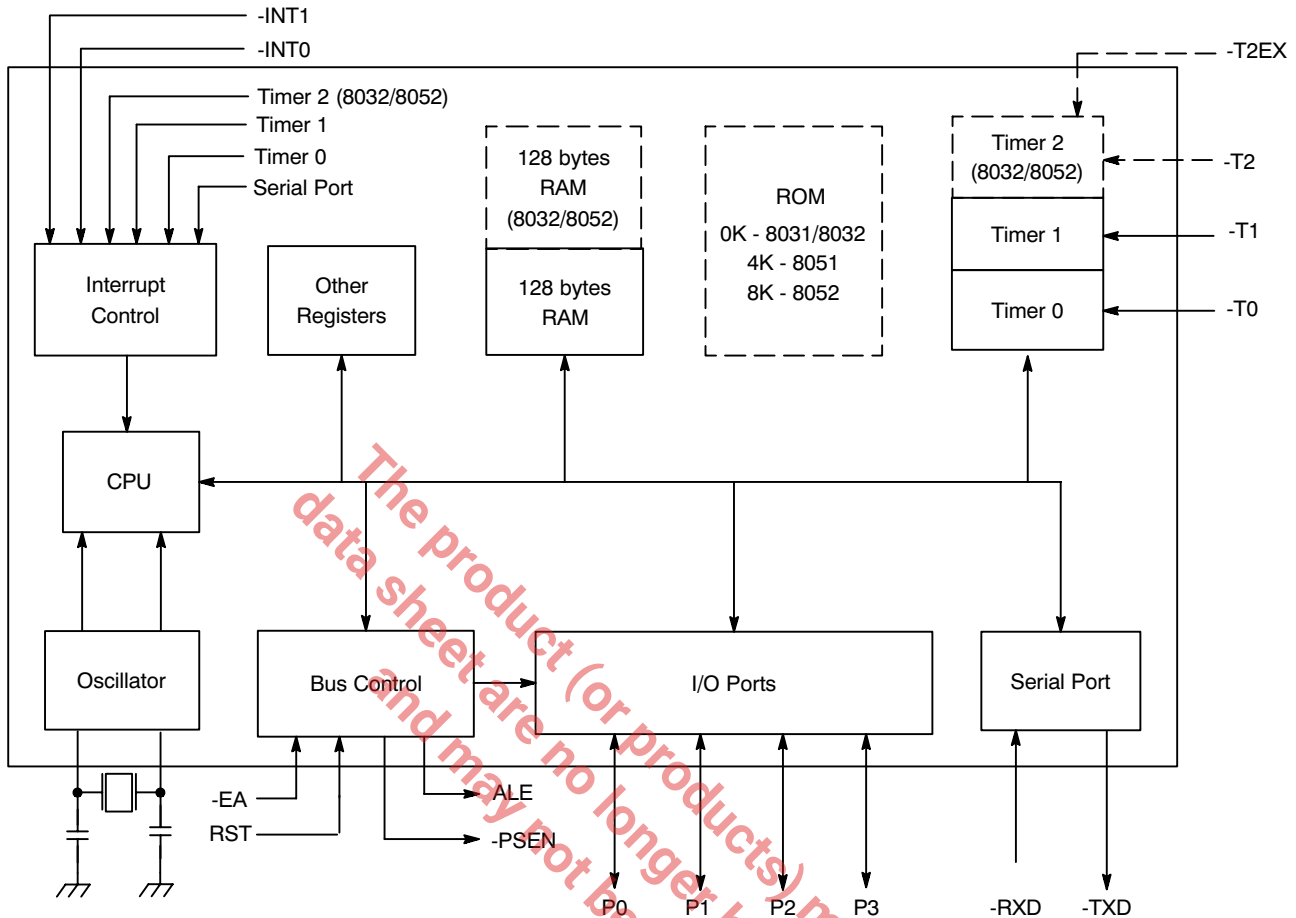 -INT1
-INT0
-T2EX
Timer 2 (8032/8052)
Timer 1
Timer 0
Serial Port
128 bytes
RAM
(8032/8052)
128 bytes
RAM
ROM
0K - 8031/8032
4K - 8051
8K - 8052
Timer 2
(8032/8052)
Timer 1
Timer 0
-T2
-T1
-T0
Interrupt
Control
Other
Registers
CPU
Oscillator
Bus Control
I/O Ports
Serial Port
-EA
RST
ALE
-PSEN
P0
P1
P2
P3
-RXD
-TXD
The product (or products)
data sheet are no longer
and may not